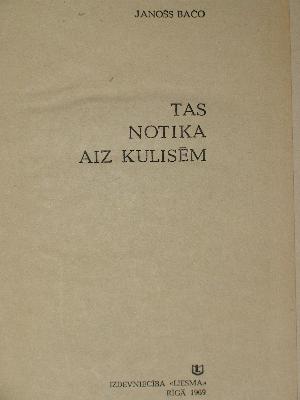 JANOŠS BAČO
TAS
NOTIKA
AIZ KULISĒM
IZDEVNIECĪBA «LIESMA»
RĪGĀ 1969